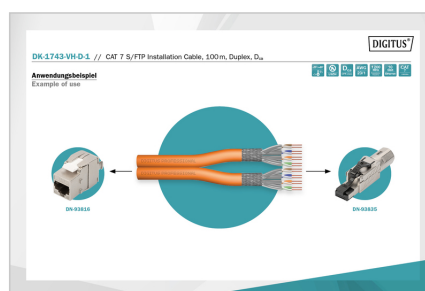 DIGITUS®
DK-1743-VH-D-1 // CAT 7 S/FTP Installation Cable, 100 m, Duplex, Dca
Anwendungsbeispiel
Example of use
DN-93816
DN-93835